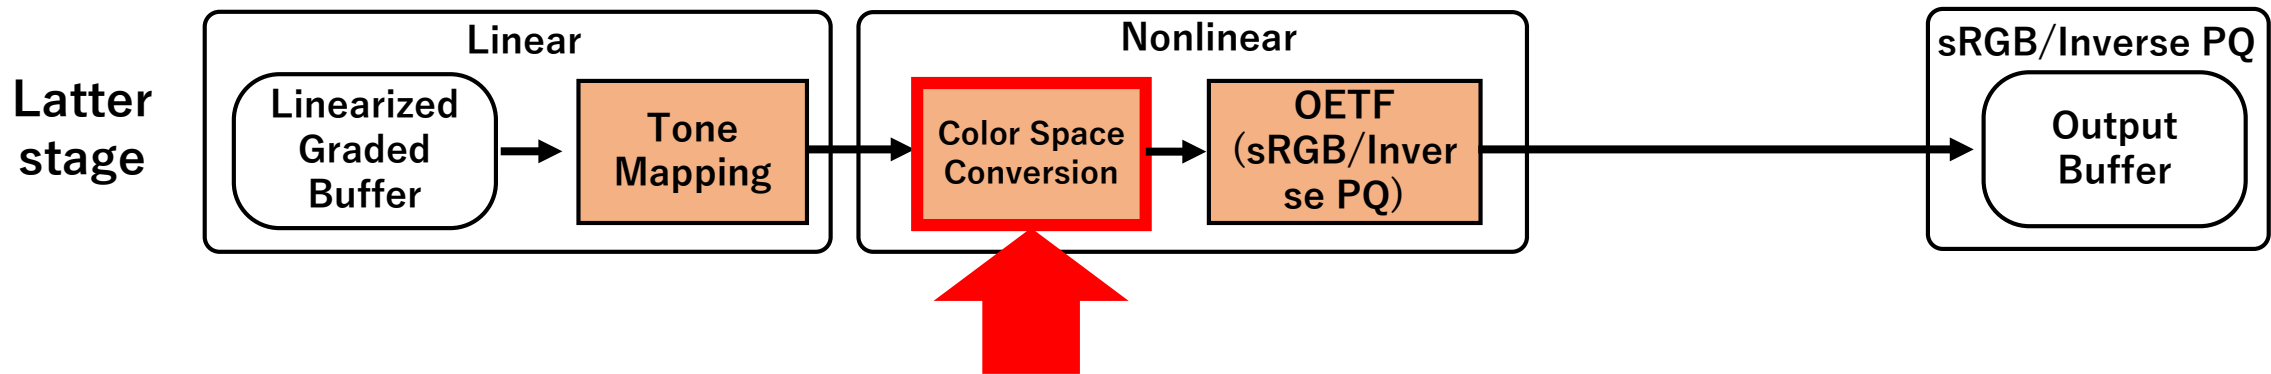 Latter
stage
Linear
Linearized
Graded
Buffer
Tone
Mapping
Nonlinear
Color Space
Conversion
OETF
(sRGB/Inver
se PQ)
sRGB/Inverse PQ
Output
Buffer